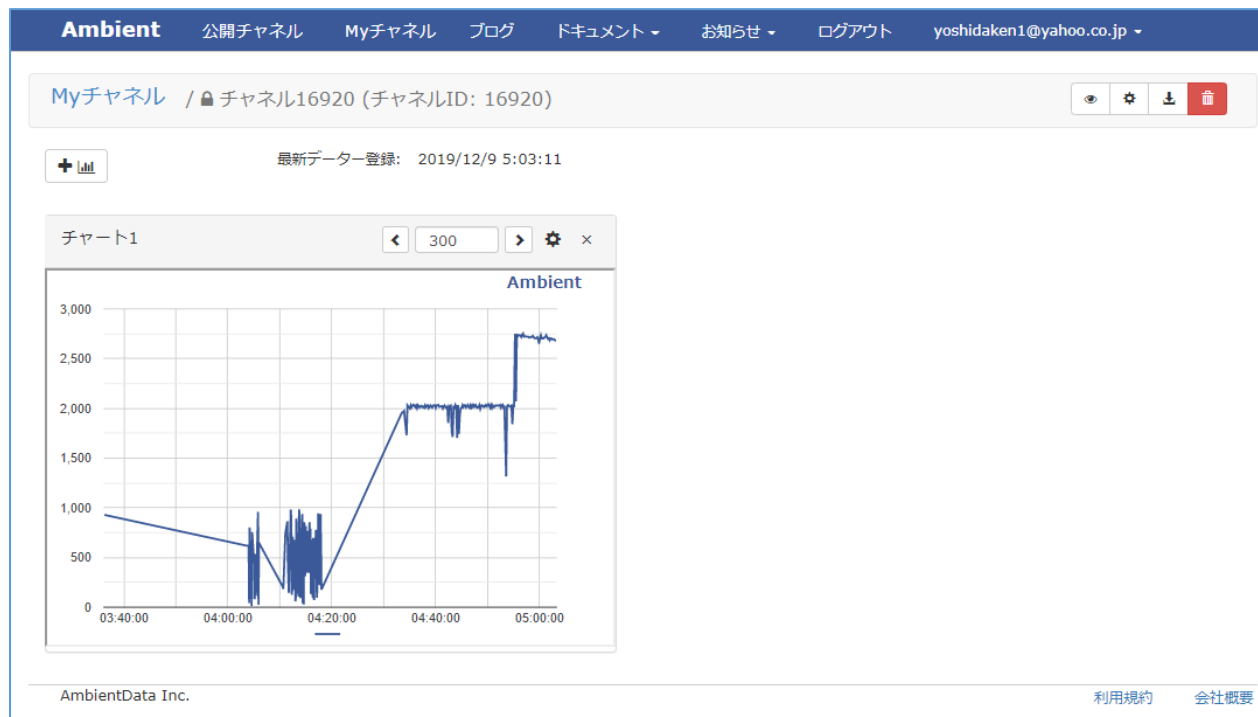 Ambient 公開チャネル Myチャネル ブログ ドキュメント お知らせ ログアウト yoshidaken1@yahoo.co.jp
Myチャネル / チャネル16920 (チャネルID: 16920)
最新データー登録: 2019/12/9 5:03:11
チャート1 300
Ambient
3,000
2,500
2,000
1,500
1,000
500
0
03:40:00 04:00:00 04:20:00 04:40:00 05:00:00
AmbientData Inc. 利用規約 会社概要